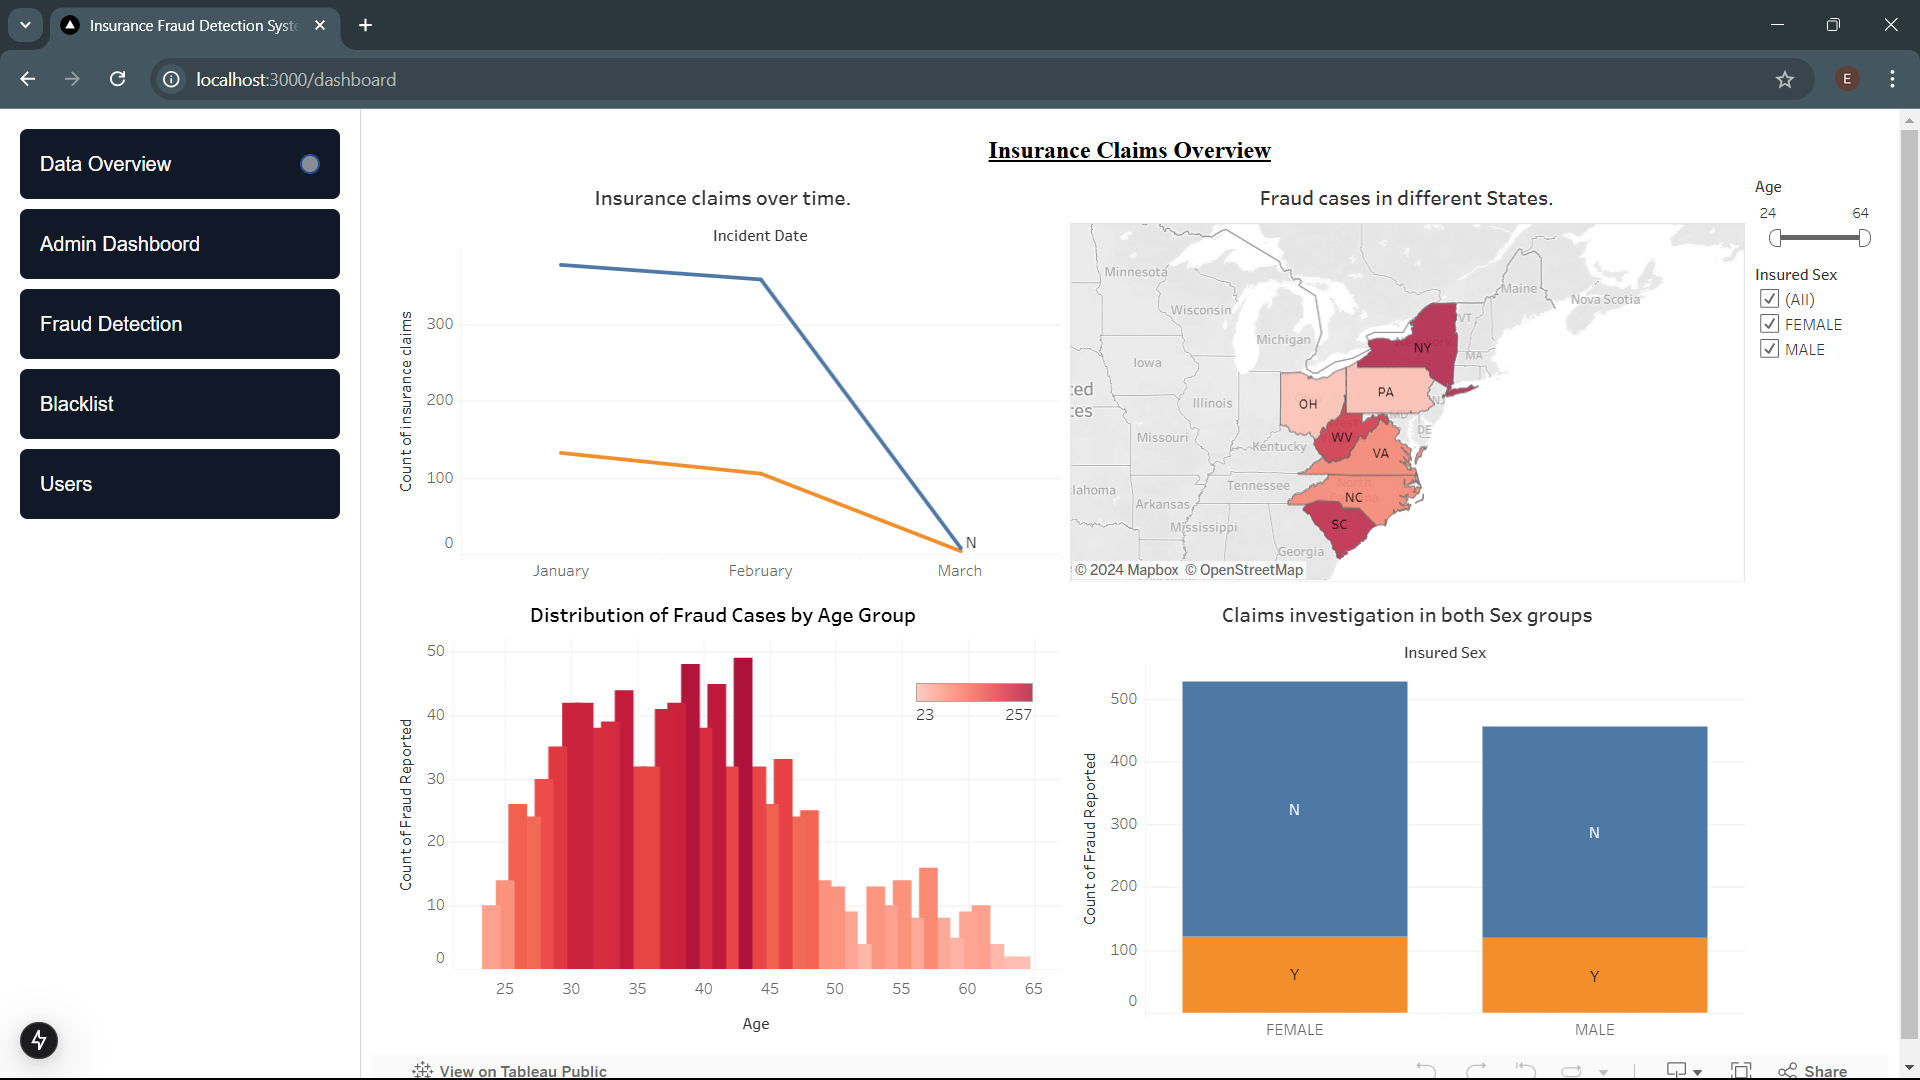 Insurance Fraud Detection Syste
localhost:3000/dashboard
E
Data Overview
Admin Dashboord
Fraud Detection
Blacklist
Users
Insurance Claims Overview
Insurance claims over time.
Incident Date
Count of insurance claims
300
200
100
0
N
January February March
Fraud cases in different States.
Minnesota
Wisconsin
Michigan
Maine
Nova Scotia
VT
NY
MA
Iowa
ed
tes
Illinois
OH
PA
NJ
MD
DE
Missouri
Kentucky
WV
VA
lahoma
Tennessee
Arkansas
North
NC
Mississippi
SC
Georgia
© 2024 Mapbox © OpenStreetMap
Age
24 64
Insured Sex
(All)
FEMALE
MALE
Distribution of Fraud Cases by Age Group
Count of Fraud Reported
50
40
30
20
10
0
23 257
25 30 35 40 45 50 55 60 65
Age
Claims investigation in both Sex groups
Insured Sex
Count of Fraud Reported
500
400
300
200
100
0
N
N
Y
Y
FEMALE MALE
View on Tableau Public
Share